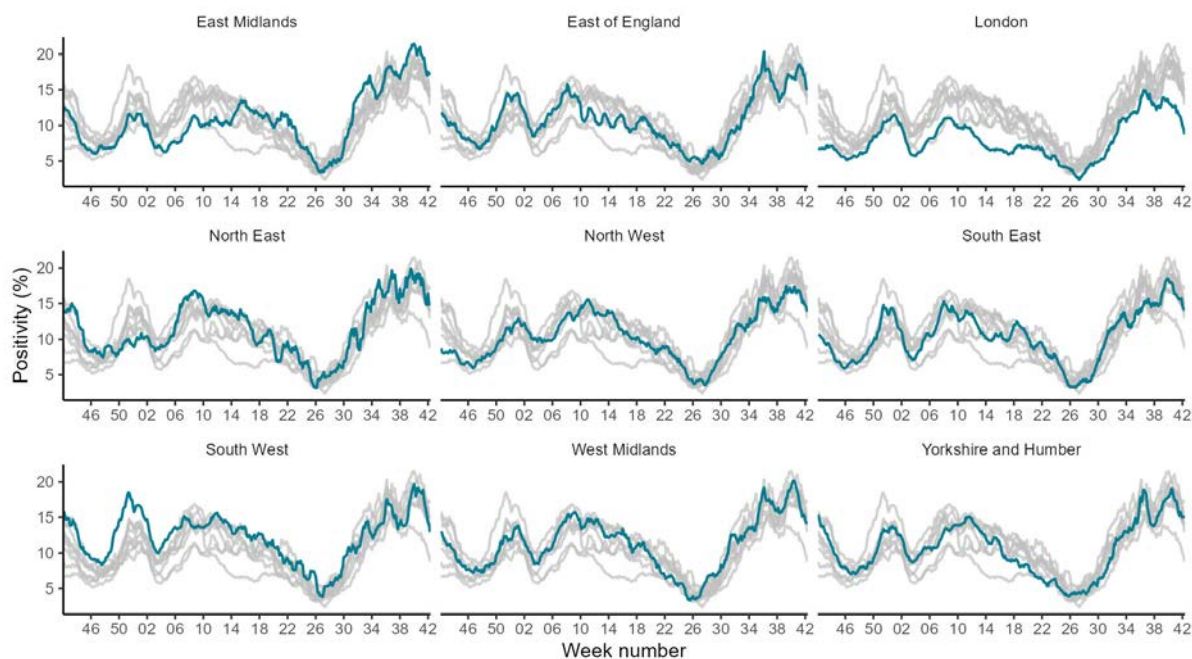 East Midlands East of England London
20
15
10
5
46 50 02 06 10 14 18 22 26 30 34 38 42 46 50 02 06 10 14 18 22 26 30 34 38 42 46 50 02 06 10 14 18 22 26 30 34 38 42
North East North West South East
Positivity (%)
20
15
10
5
46 50 02 06 10 14 18 22 26 30 34 38 42 46 50 02 06 10 14 18 22 26 30 34 38 42 46 50 02 06 10 14 18 22 26 30 34 38 42
South West West Midlands Yorkshire and Humber
20
15
10
5
46 50 02 06 10 14 18 22 26 30 34 38 42 46 50 02 06 10 14 18 22 26 30 34 38 42 46 50 02 06 10 14 18 22 26 30 34 38 42
Week number